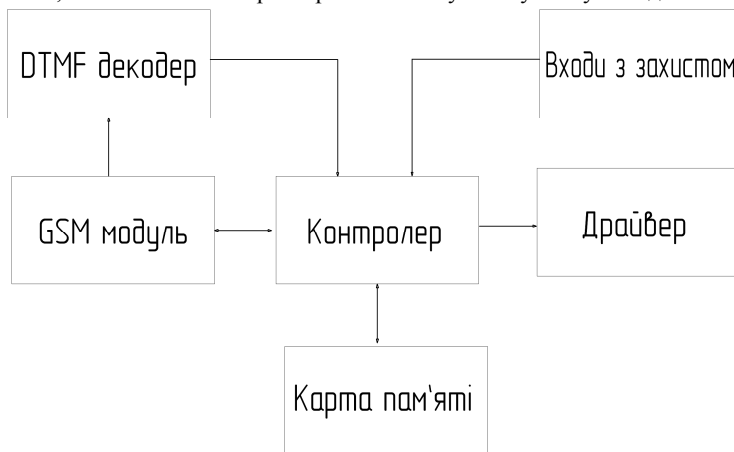 DTMF декодер
Входи з захистом
GSM модуль
Контролер
Драйвер
Карта пам'яті